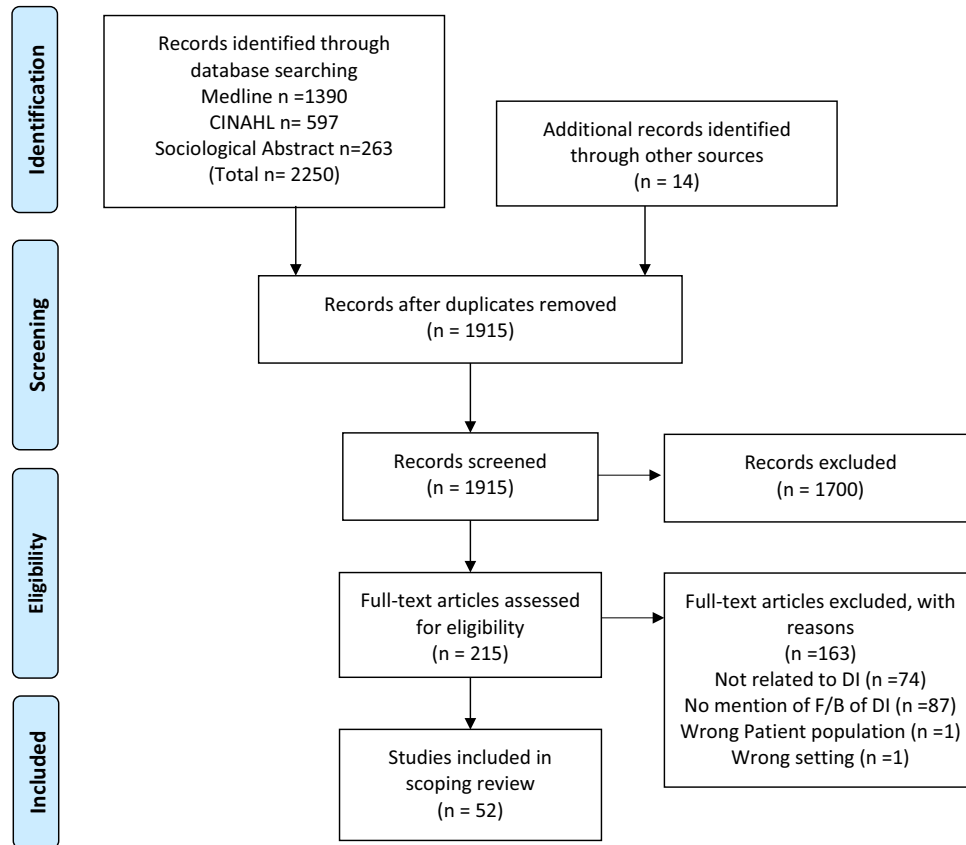 Identification
Records identified through
database searching
Medline n =1390
CINAHL n= 597
Sociological Abstract n=263
(Total n= 2250)
Additional records identified
through other sources
(n = 14)
Screening
Records after duplicates removed
(n = 1915)
Records screened
(n = 1915)
Records excluded
(n = 1700)
Eligibility
Full-text articles assessed
for eligibility
(n = 215)
Full-text articles excluded, with
reasons
(n =163)
Not related to DI (n =74)
No mention of F/B of DI (n =87)
Wrong Patient population (n =1)
Wrong setting (n =1)
Included
Studies included in
scoping review
(n = 52)